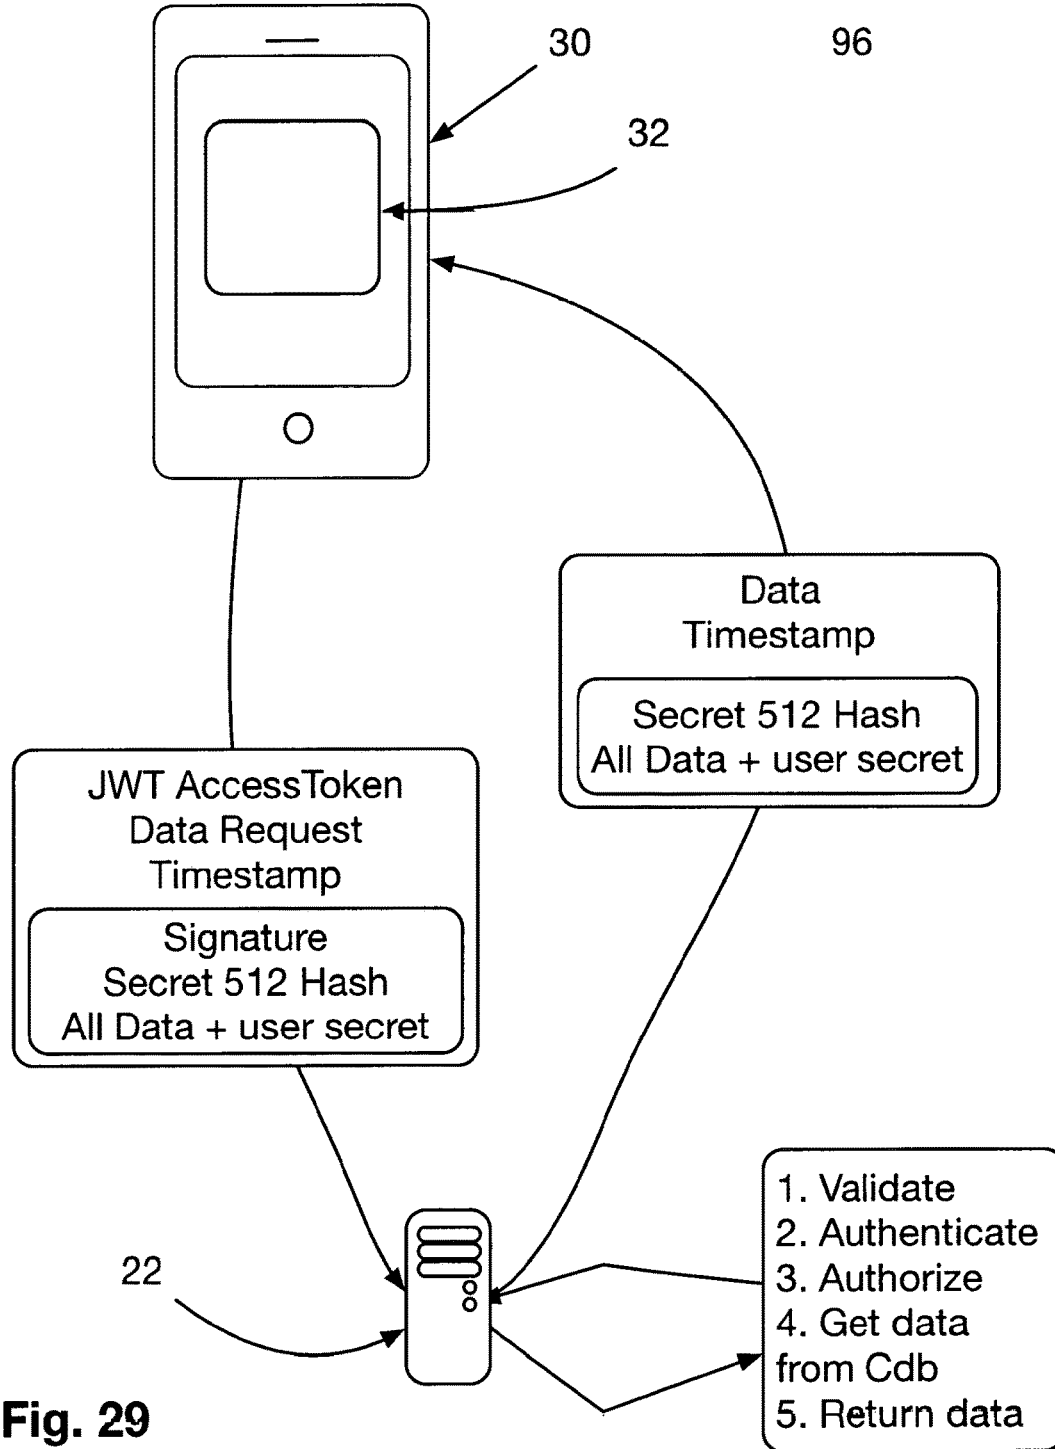 30
96
32
Data
Timestamp
Secret 512 Hash
All Data + user secret
JWT AccessToken
Data Request
Timestamp
Signature
Secret 512 Hash
All Data + user secret
22
1. Validate
2. Authenticate
3. Authorize
4. Get data
from Cdb
5. Return data
Fig. 29